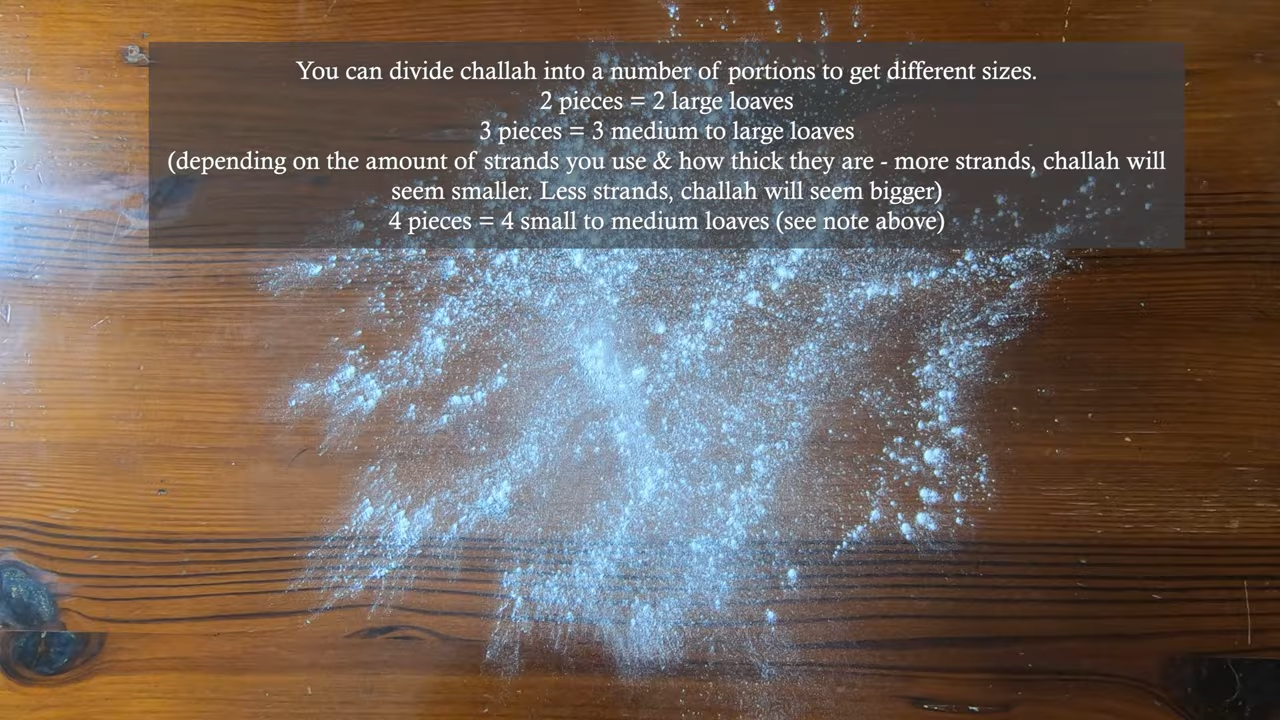 You can divide challah into a number of portions to get different sizes.
2 pieces = 2 large loaves
3 pieces = 3 medium to large loaves
(depending on the amount of strands you use & how thick they are - more strands, challah will
seem smaller. Less strands, challah will seem bigger)
4 pieces = 4 small to medium loaves (see note above)